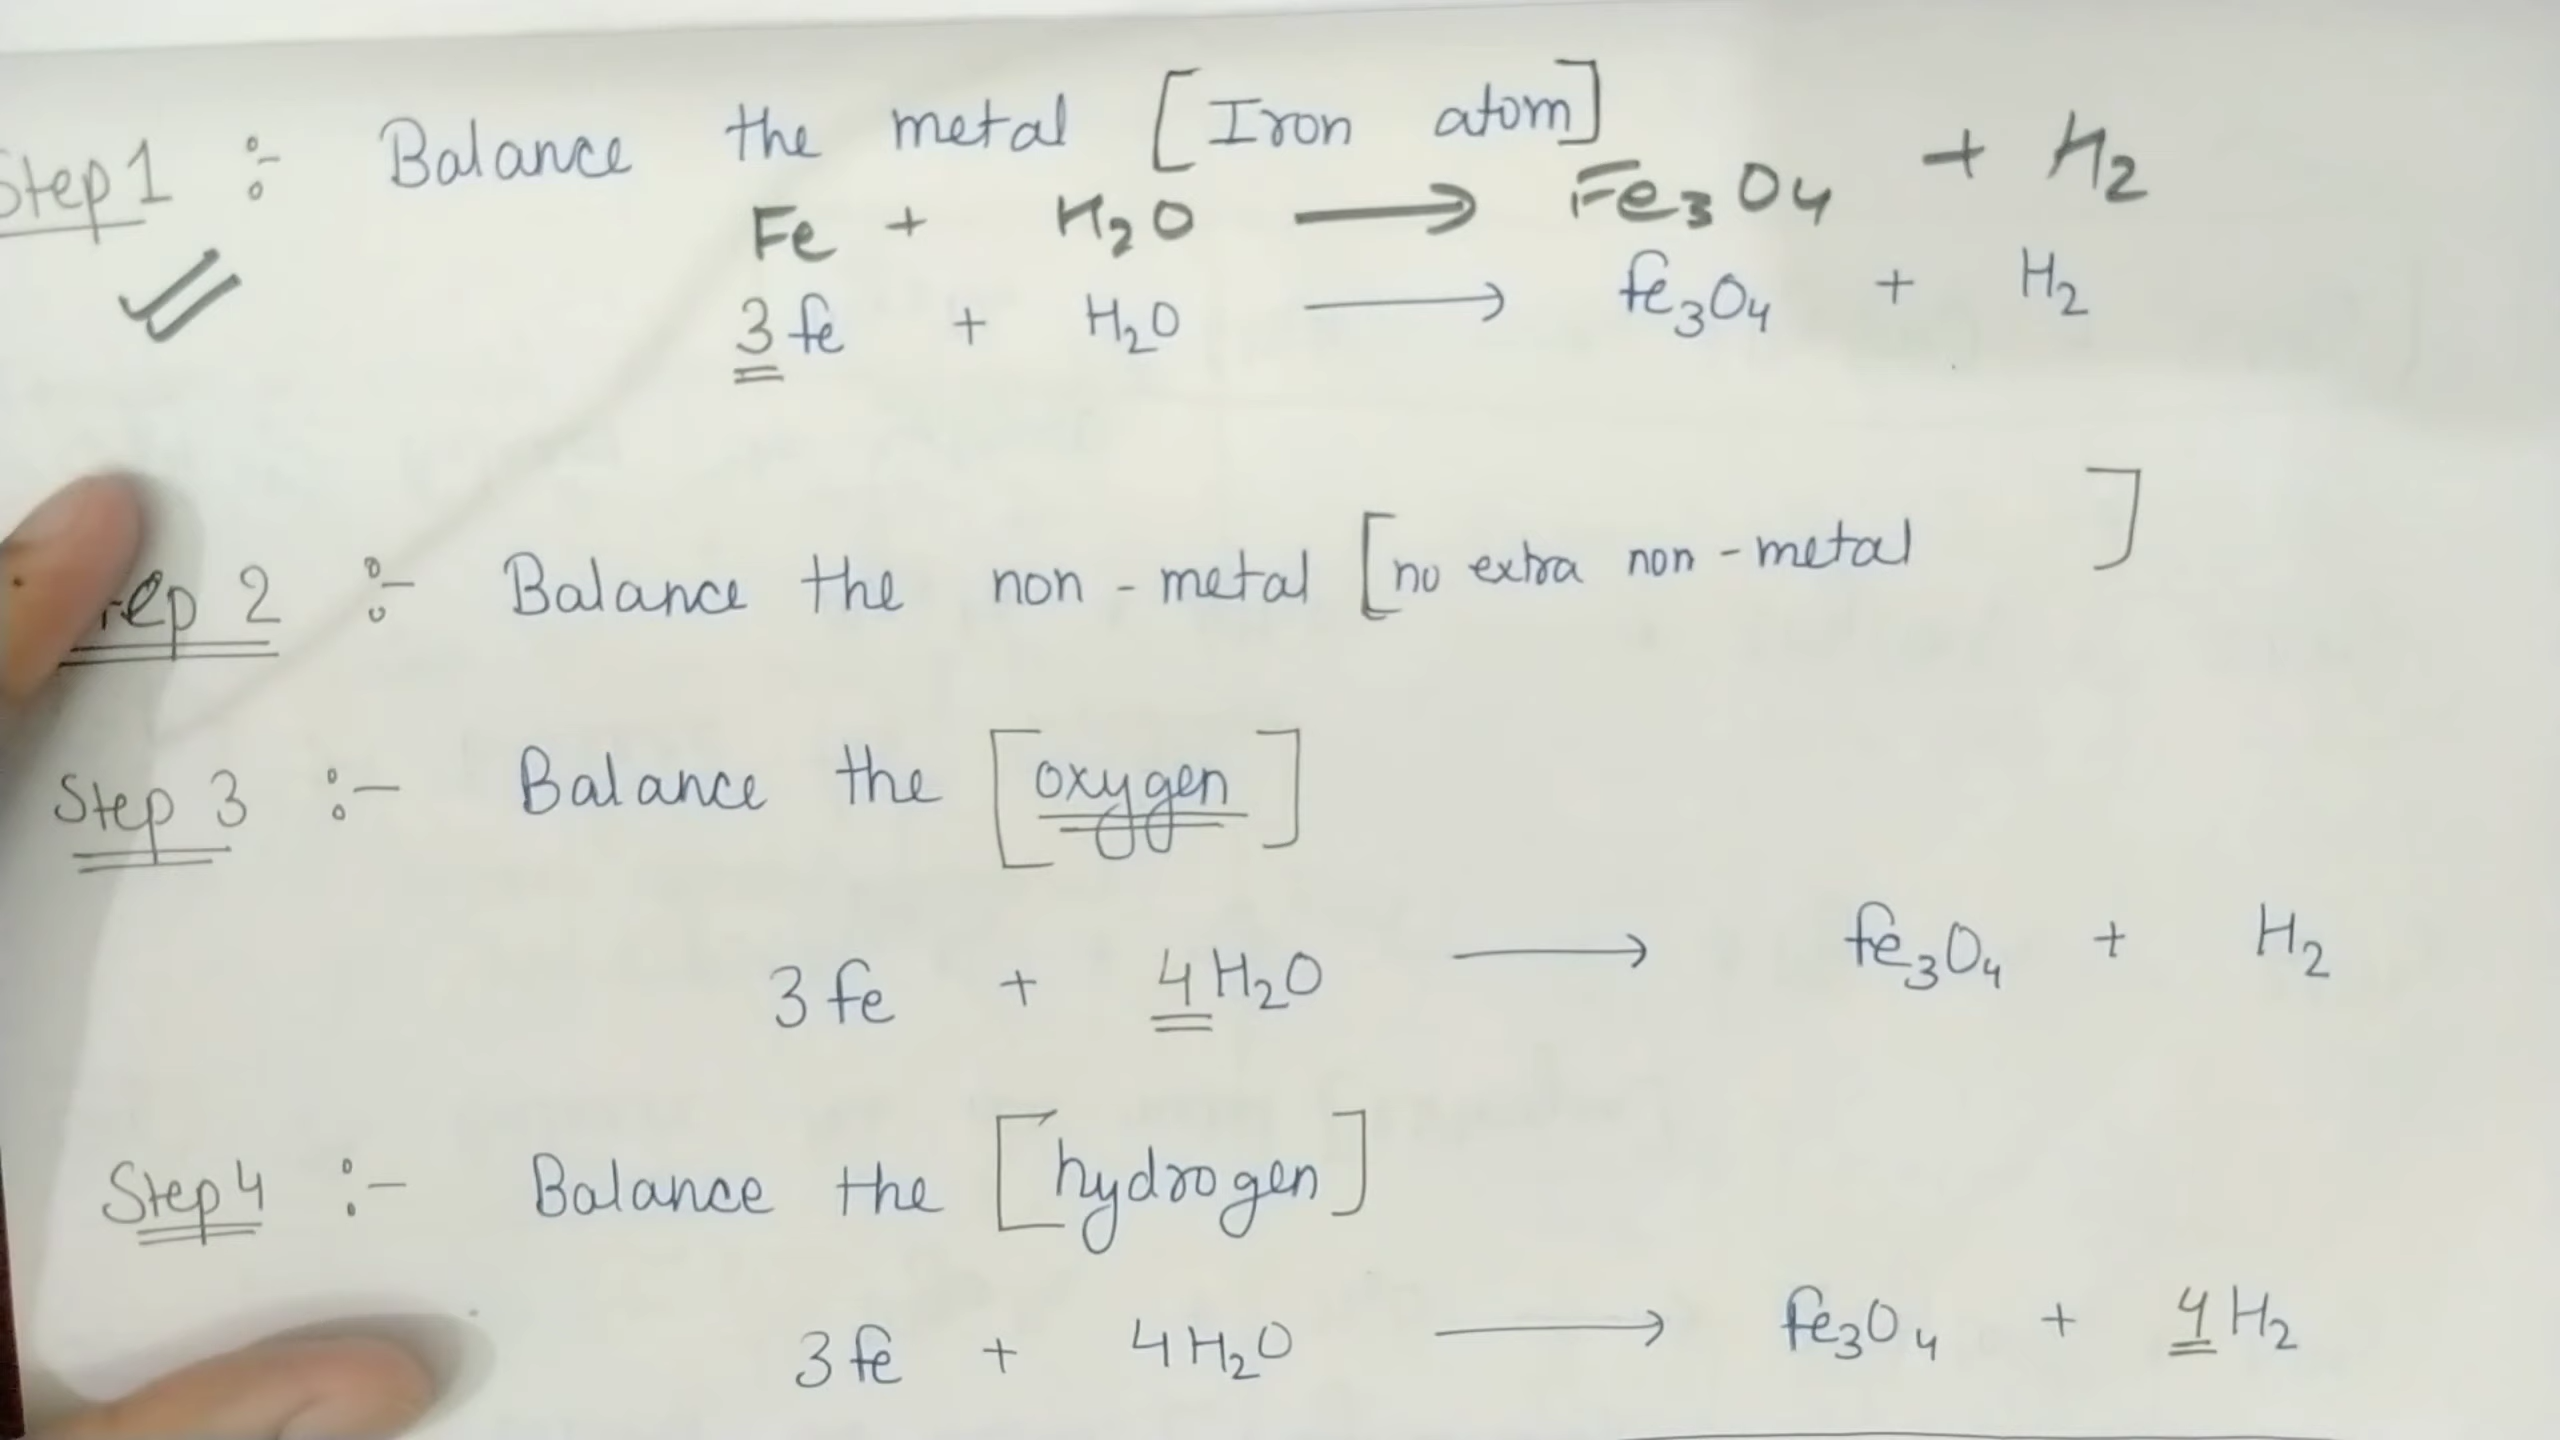 Step 1 :- Balance the metal [Iron atom]
Fe + H₂O → Fe₃O₄ + H₂
3 fe + H₂O → fe₃O₄ + H₂
Step 2 :- Balance the non-metal [no extra non-metal ]
Step 3 :- Balance the [oxygen]
3 fe + 4 H₂O → fe₃O₄ + H₂
Step 4 :- Balance the [hydrogen]
3 fe + 4 H₂O → fe₃O₄ + 4 H₂